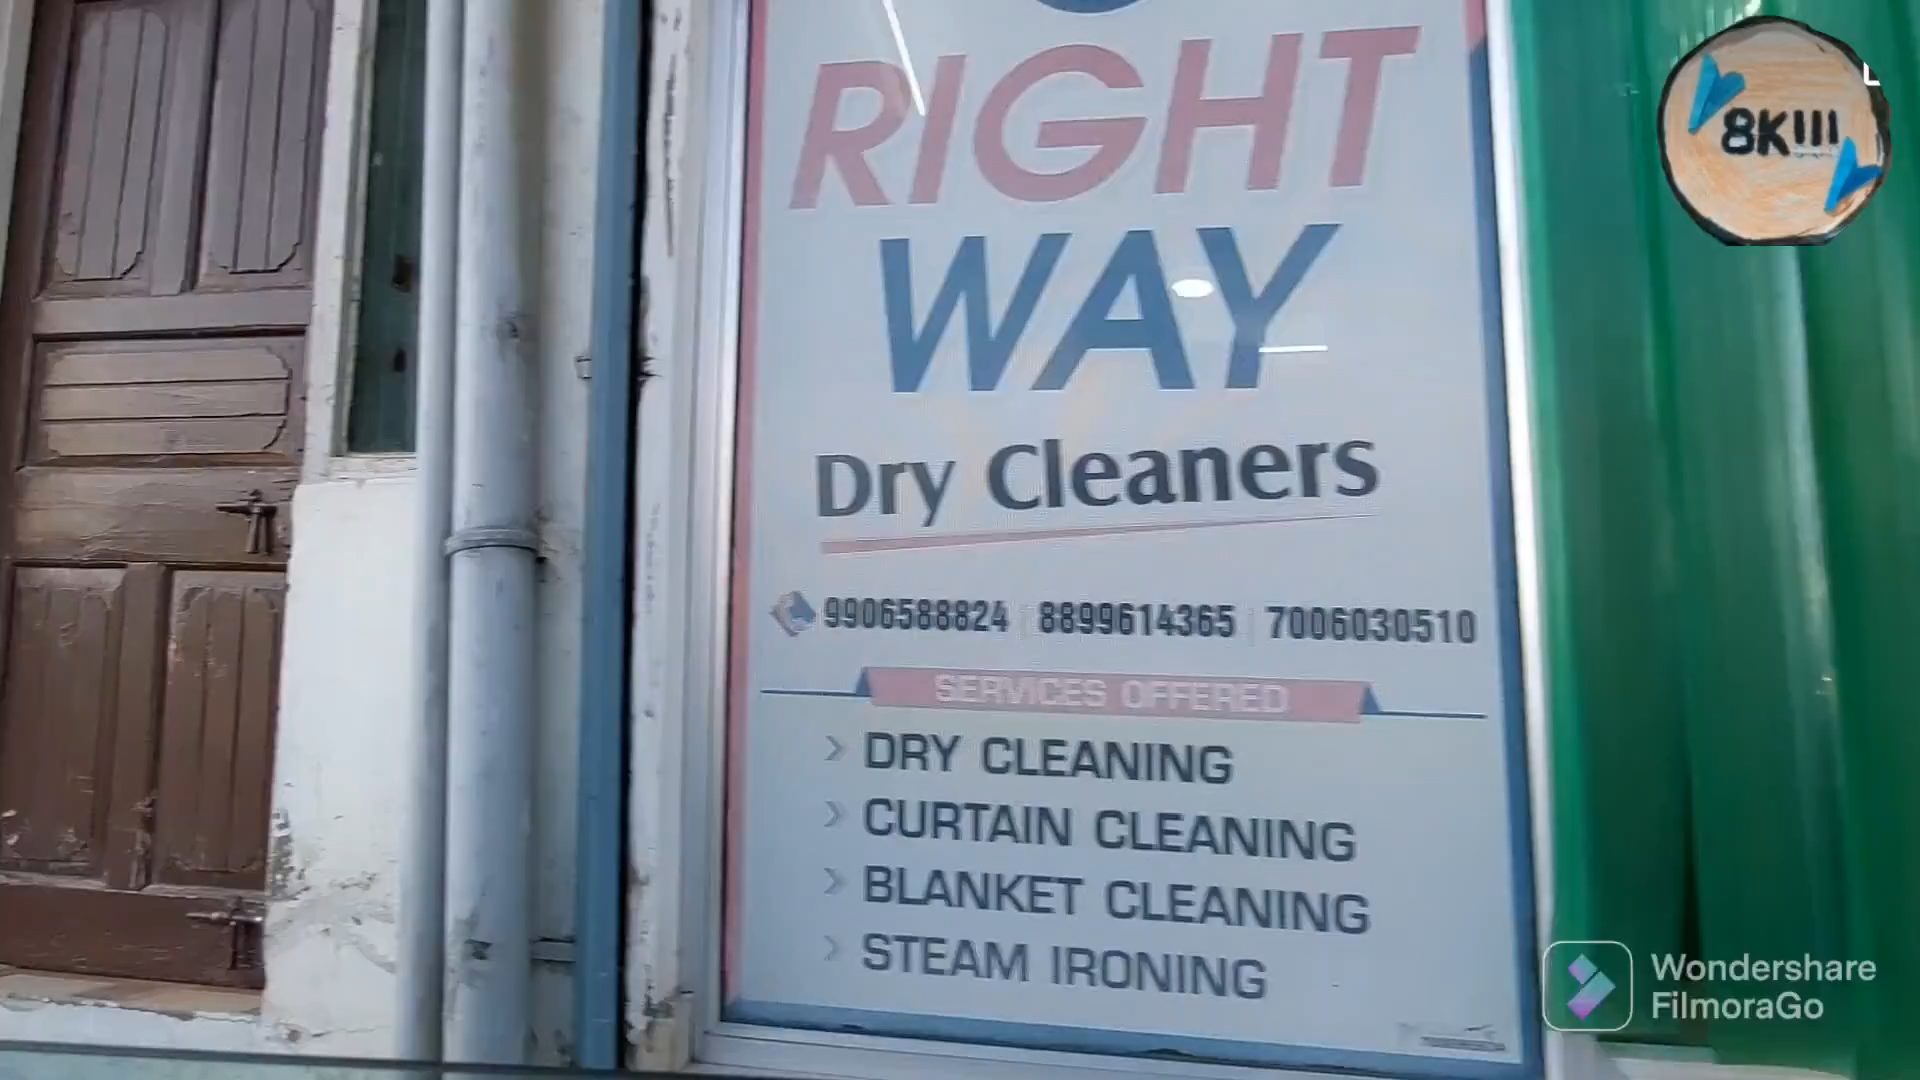 RIGHT
WAY
Dry Cleaners
9906588824 | 8899614365 | 7006030510
SERVICES OFFERED
> DRY CLEANING
> CURTAIN CLEANING
> BLANKET CLEANING
> STEAM IRONING
8K!!!
Wondershare
FilmoraGo